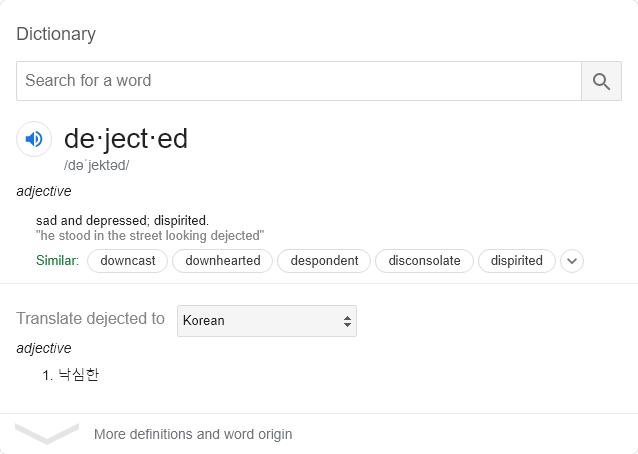 Dictionary
Search for a word
de·ject·ed
/dəˈjektəd/
adjective
sad and depressed; dispirited.
"he stood in the street looking dejected"
Similar: downcast downhearted despondent disconsolate dispirited
Translate dejected to Korean
adjective
1. 낙심한
More definitions and word origin